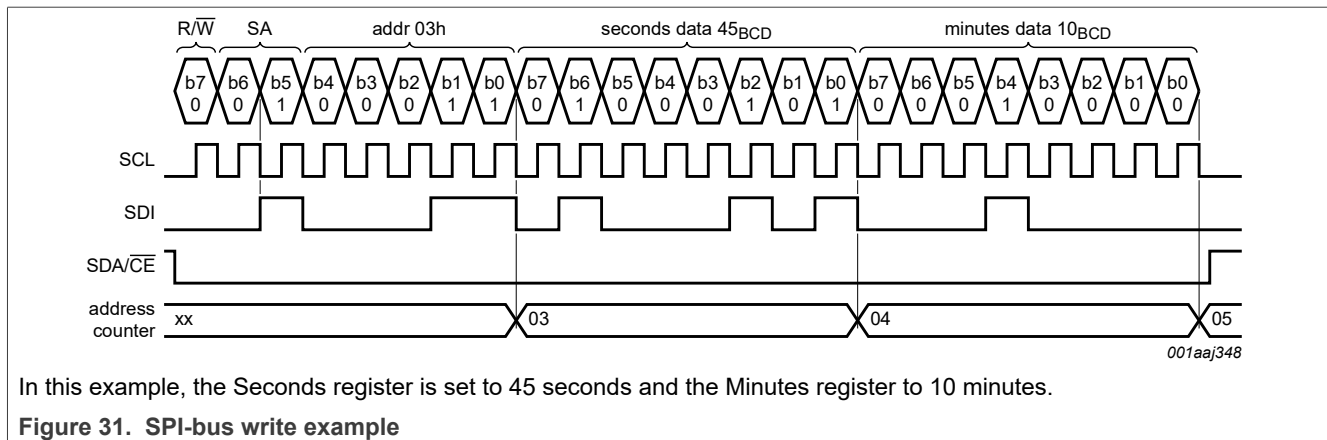 R/W̅ SA addr 03h seconds data 45BCD minutes data 10BCD
b7 b6 b5 b4 b3 b2 b1 b0 b7 b6 b5 b4 b3 b2 b1 b0 b7 b6 b5 b4 b3 b2 b1 b0
0 0 1 0 0 0 1 1 0 1 0 0 0 1 0 1 0 0 0 1 0 0 0 0
SCL
SDI
SDA/C̅E̅
address
counter
xx 03 04 05
001aaj348
In this example, the Seconds register is set to 45 seconds and the Minutes register to 10 minutes.
Figure 31. SPI-bus write example